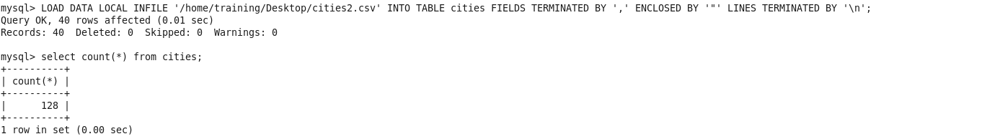 mysql> LOAD DATA LOCAL INFILE '/home/training/Desktop/cities2.csv' INTO TABLE cities FIELDS TERMINATED BY ',' ENCLOSED BY '"' LINES TERMINATED BY '\n';
Query OK, 40 rows affected (0.01 sec)
Records: 40  Deleted: 0  Skipped: 0  Warnings: 0

mysql> select count(*) from cities;
+----------+
| count(*) |
+----------+
|      128 |
+----------+
1 row in set (0.00 sec)